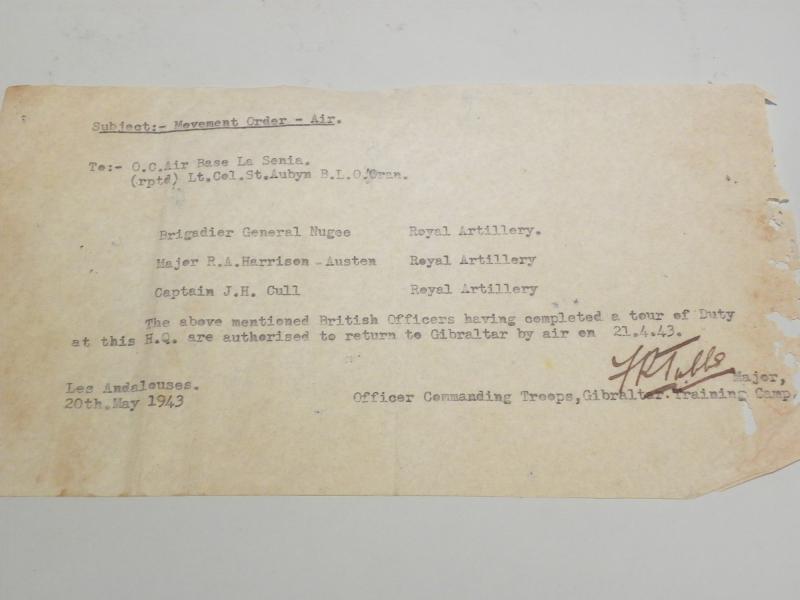 Subject:- Movement Order - Air.
To:- O.C.Air Base La Senia.
(rptd) Lt.Col.St.Aubyn B.L.O.Oran.
Brigadier General Nugee Royal Artillery.
Major R.A.Harrison - Austen Royal Artillery
Captain J.H. Cull Royal Artillery
The above mentioned British Officers having completed a tour of Duty
at this H.Q. are authorised to return to Gibraltar by air on 21.4.43.
Major,
Les Andalouses.
20th.May 1943 Officer Commanding Troops,Gibraltar.Training Camp.